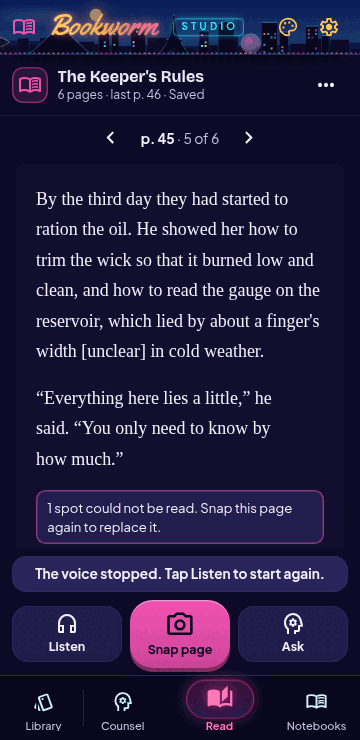 Bookworm STUDIO
The Keeper's Rules
6 pages · last p. 46 · Saved
p. 45 · 5 of 6
By the third day they had started to
ration the oil. He showed her how to
trim the wick so that it burned low and
clean, and how to read the gauge on the
reservoir, which lied by about a finger's
width [unclear] in cold weather.
“Everything here lies a little,” he
said. “You only need to know by
how much.”
1 spot could not be read. Snap this page
again to replace it.
The voice stopped. Tap Listen to start again.
Listen
Snap page
Ask
Library
Counsel
Read
Notebooks